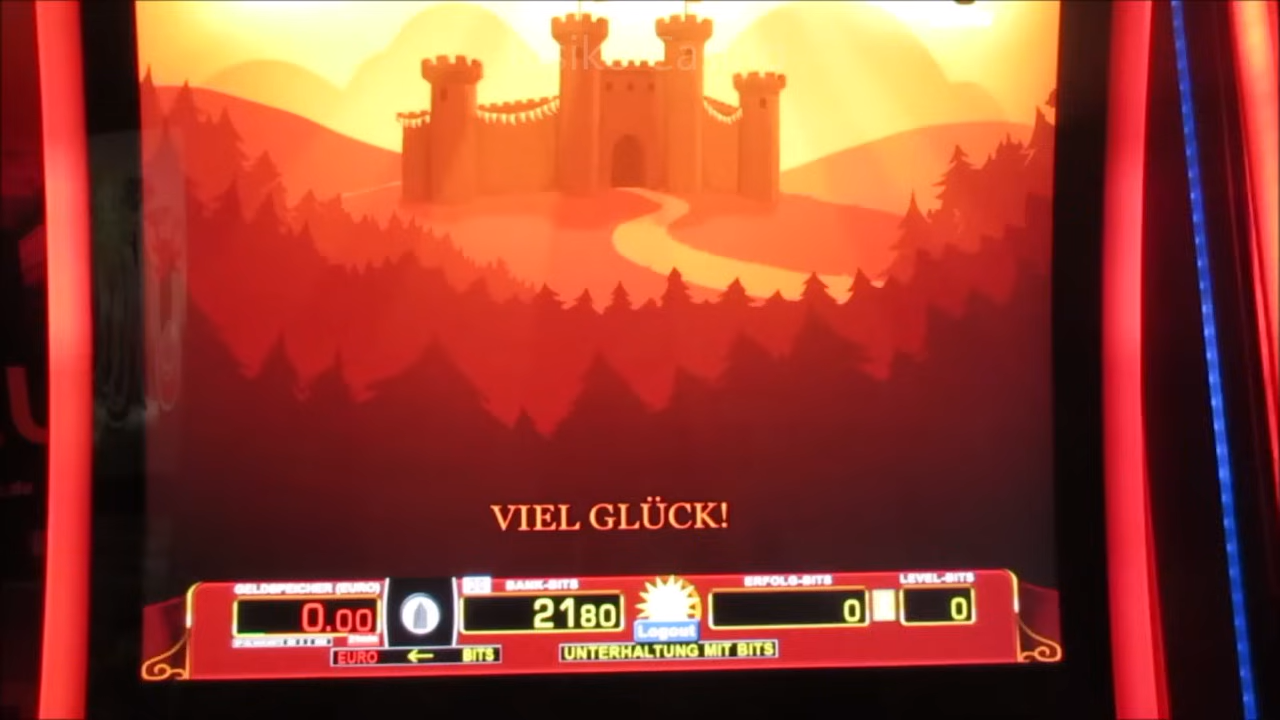 VIEL GLÜCK!
GELDSPEICHER (EURO)
BANK-BITS
ERFOLG-BITS
LEVEL-BITS
0.00
2180
0
0
Logout
EURO ← BITS
UNTERHALTUNG MIT BITS